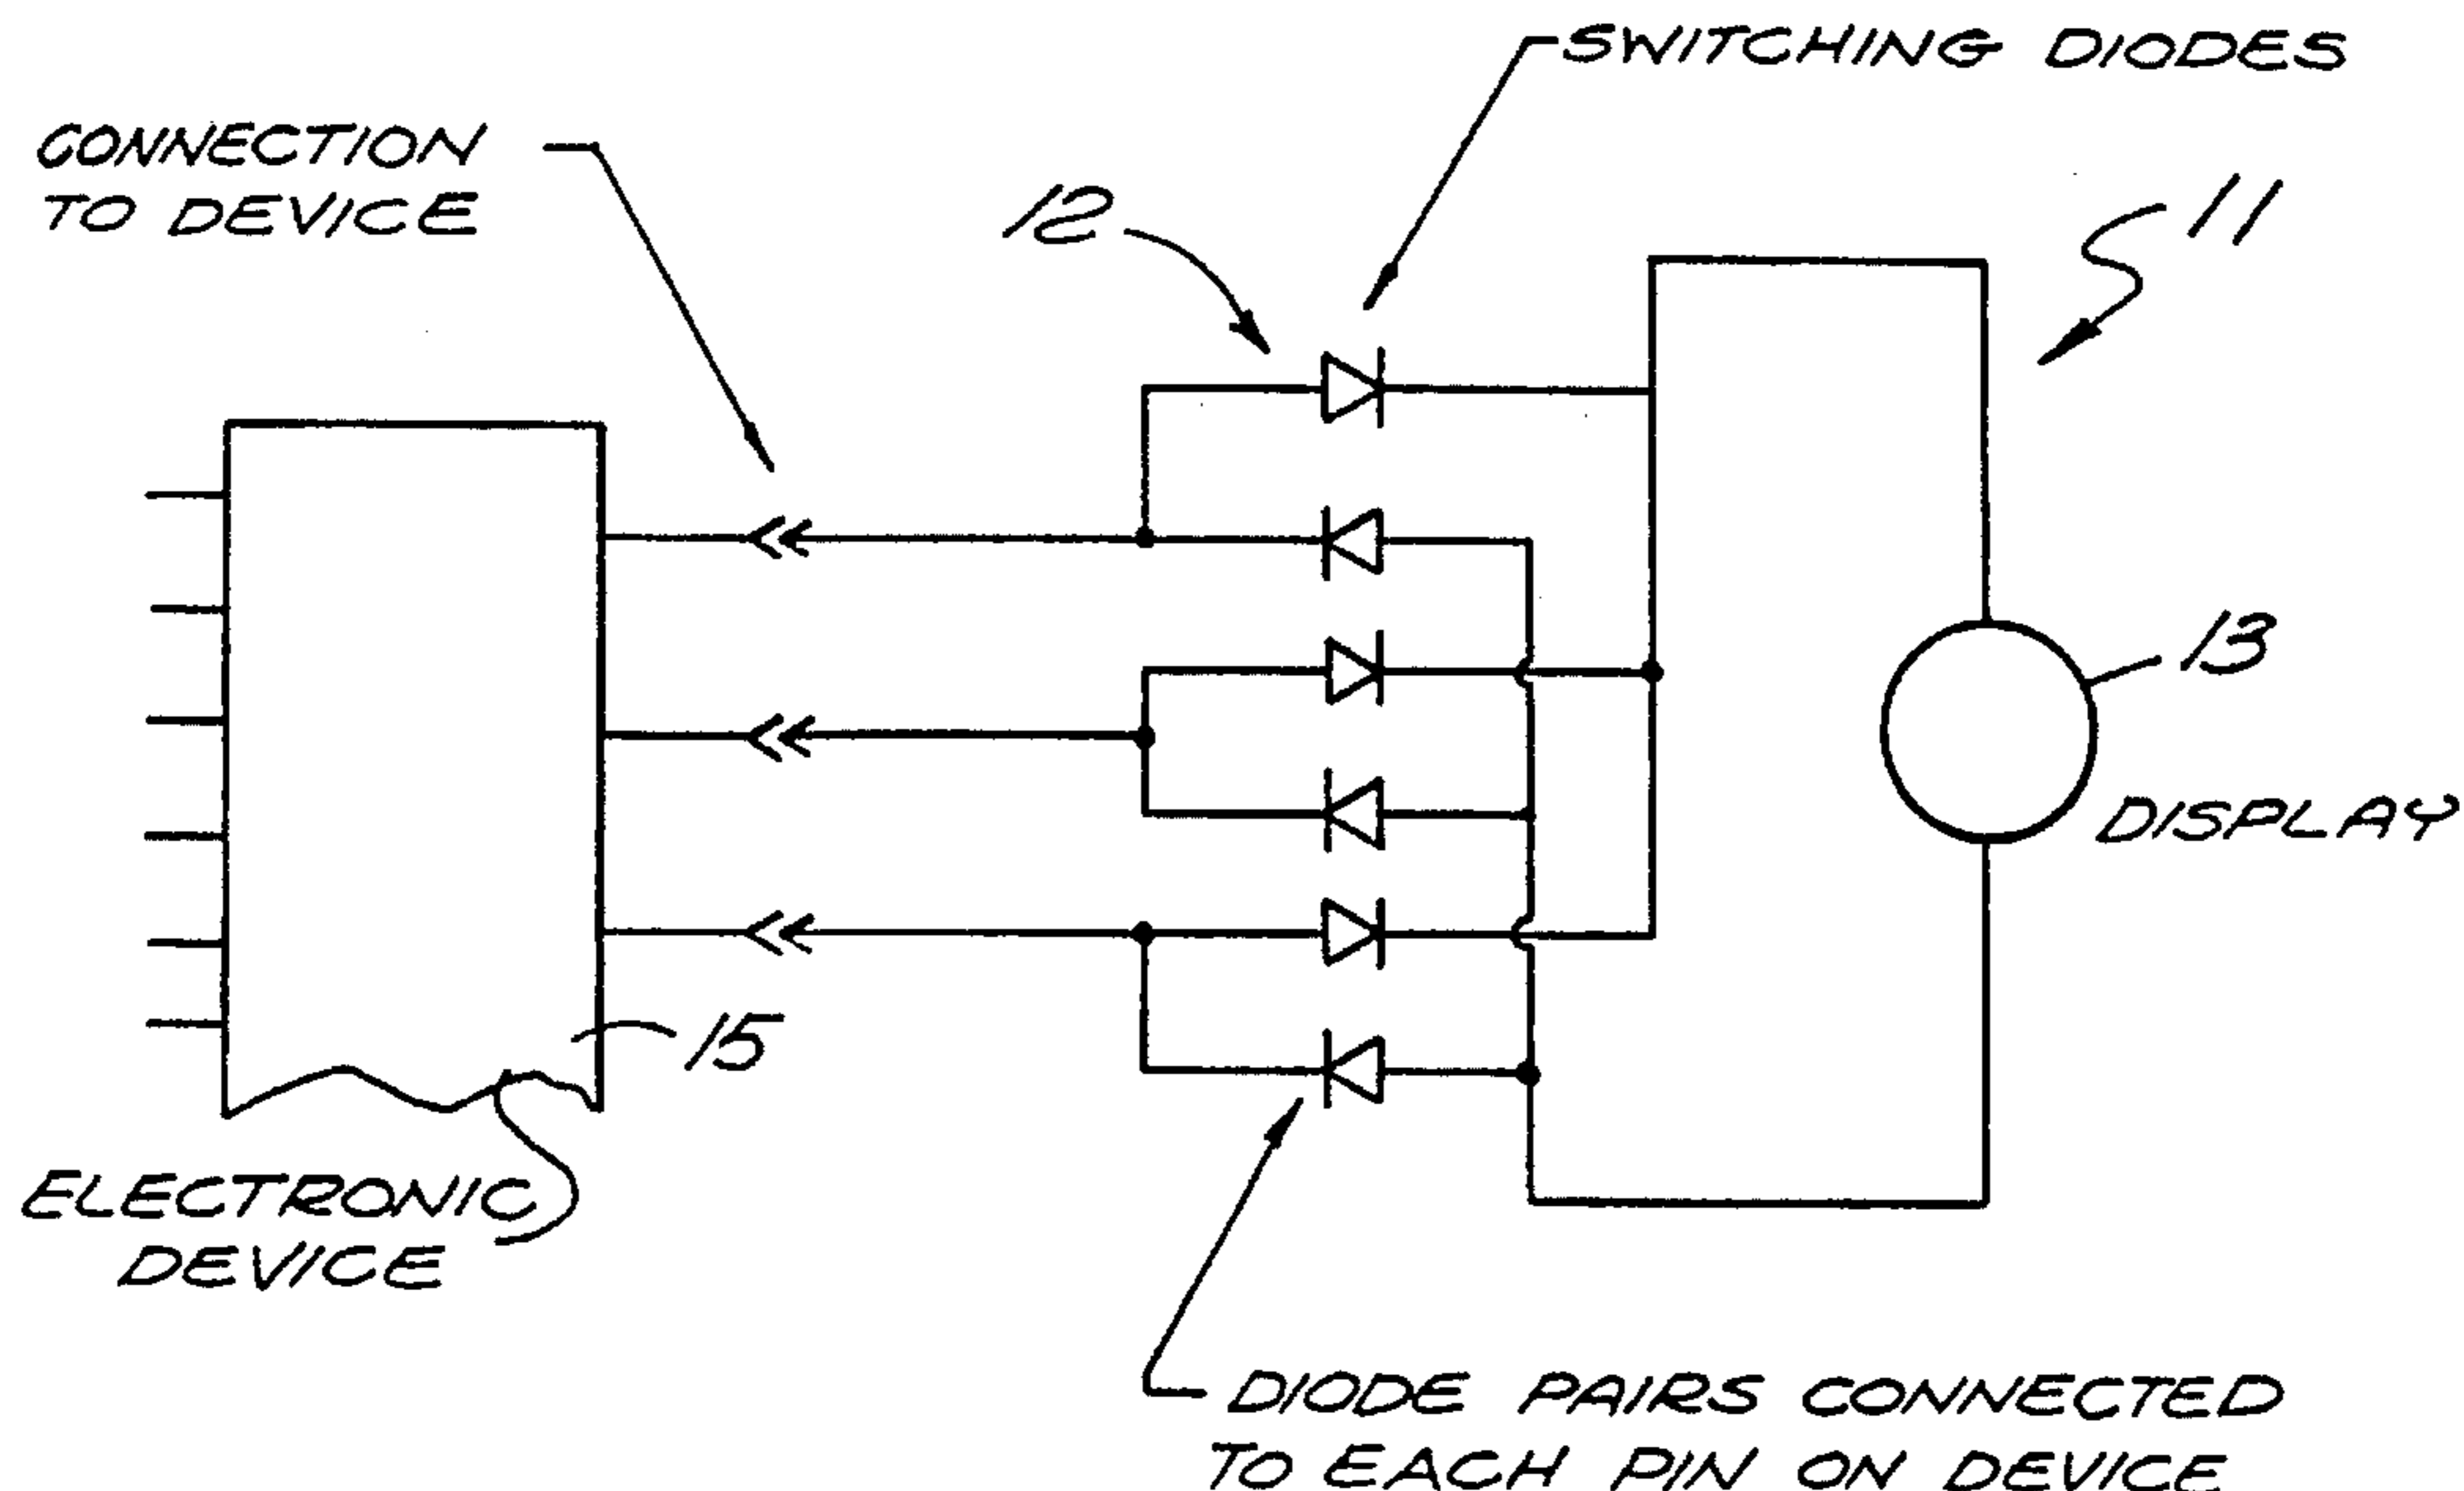 SWITCHING DIODES
CONNECTION
TO DEVICE
12
11
13
DISPLAY
15
ELECTRONIC
DEVICE
DIODE PAIRS CONNECTED
TO EACH PIN ON DEVICE